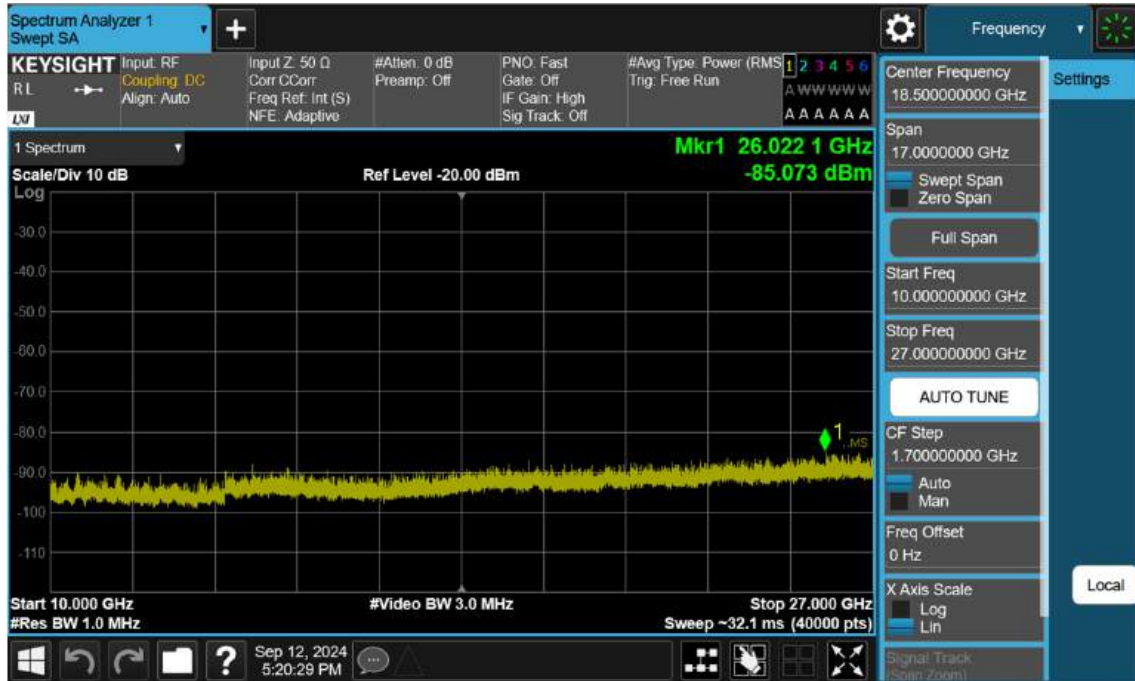 Spectrum Analyzer 1
Swept SA
+
Frequency
KEYSIGHT
RL
LXI
Input: RF
Coupling: DC
Align: Auto
Input Z: 50 Ω
Corr CCorr
Freq Ref: Int (S)
NFE: Adaptive
#Atten: 0 dB
Preamp: Off
PNO: Fast
Gate: Off
IF Gain: High
Sig Track: Off
#Avg Type: Power (RMS
Trig: Free Run
1 2 3 4 5 6
A W W W W W
A A A A A A
1 Spectrum
Scale/Div 10 dB
Ref Level -20.00 dBm
Mkr1 26.022 1 GHz
-85.073 dBm
Log
-30.0
-40.0
-50.0
-60.0
-70.0
-80.0
-90.0
-100
-110
1
Start 10.000 GHz
#Res BW 1.0 MHz
#Video BW 3.0 MHz
Stop 27.000 GHz
Sweep ~32.1 ms (40000 pts)
?
Sep 12, 2024
5:20:29 PM
Center Frequency
18.500000000 GHz
Span
17.0000000 GHz
Swept Span
Zero Span
Full Span
Start Freq
10.000000000 GHz
Stop Freq
27.000000000 GHz
AUTO TUNE
CF Step
1.700000000 GHz
Auto
Man
Freq Offset
0 Hz
X Axis Scale
Log
Lin
Signal Track
(Span Zoom)
Settings
Local